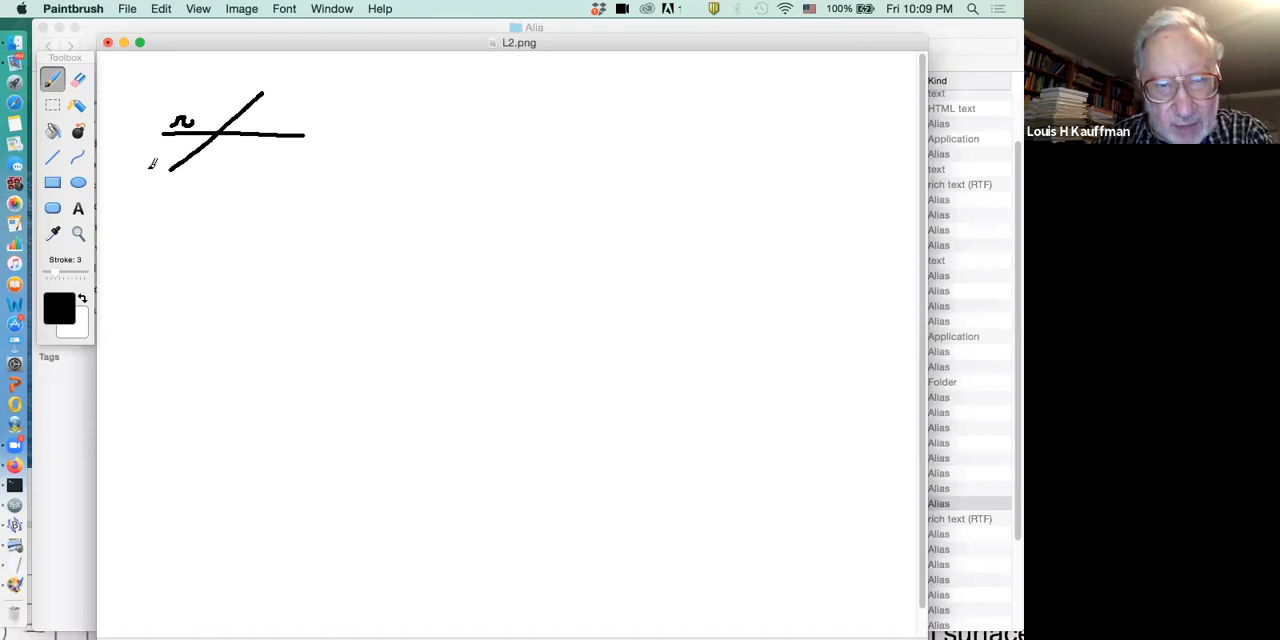 Paintbrush File Edit View Image Font Window Help 1 100% Fri 10:09 PM
Alia
L2.png
Toolbox
Stroke: 3
Tags
A
Kind
text
HTML text
Alias
Application
Alias
text
rich text (RTF)
Alias
Alias
Alias
Alias
text
Alias
Alias
Alias
Alias
Application
Alias
Alias
Folder
Alias
Alias
Alias
Alias
Alias
Alias
Alias
Alias
rich text (RTF)
Alias
Alias
Alias
Alias
Alias
Alias
Alias
Louis H Kauffman